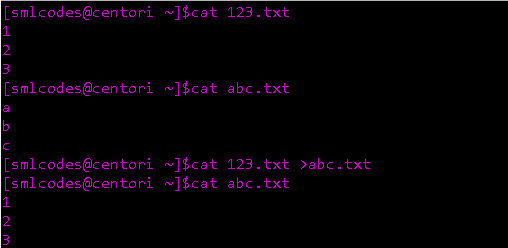 [smlcodes@centori ~]$cat 123.txt
1
2
3
[smlcodes@centori ~]$cat abc.txt
a
b
c
[smlcodes@centori ~]$cat 123.txt >abc.txt
[smlcodes@centori ~]$cat abc.txt
1
2
3